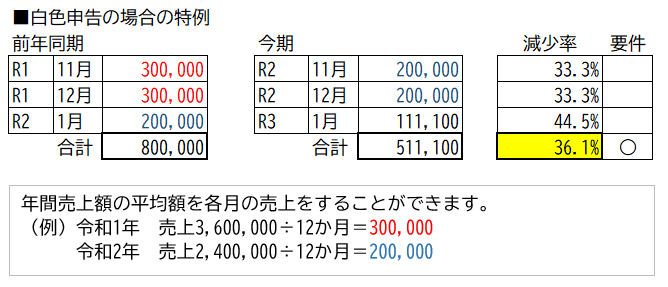 ■白色申告の場合の特例
前年同期 今期 減少率 要件
R1 11月 300,000 R2 11月 200,000 33.3%
R1 12月 300,000 R2 12月 200,000 33.3%
R2 1月 200,000 R3 1月 111,100 44.5%
合計 800,000 合計 511,100 36.1% 〇
年間売上額の平均額を各月の売上をすることができます。
（例）令和1年 売上3,600,000÷12か月＝300,000
令和2年 売上2,400,000÷12か月＝200,000